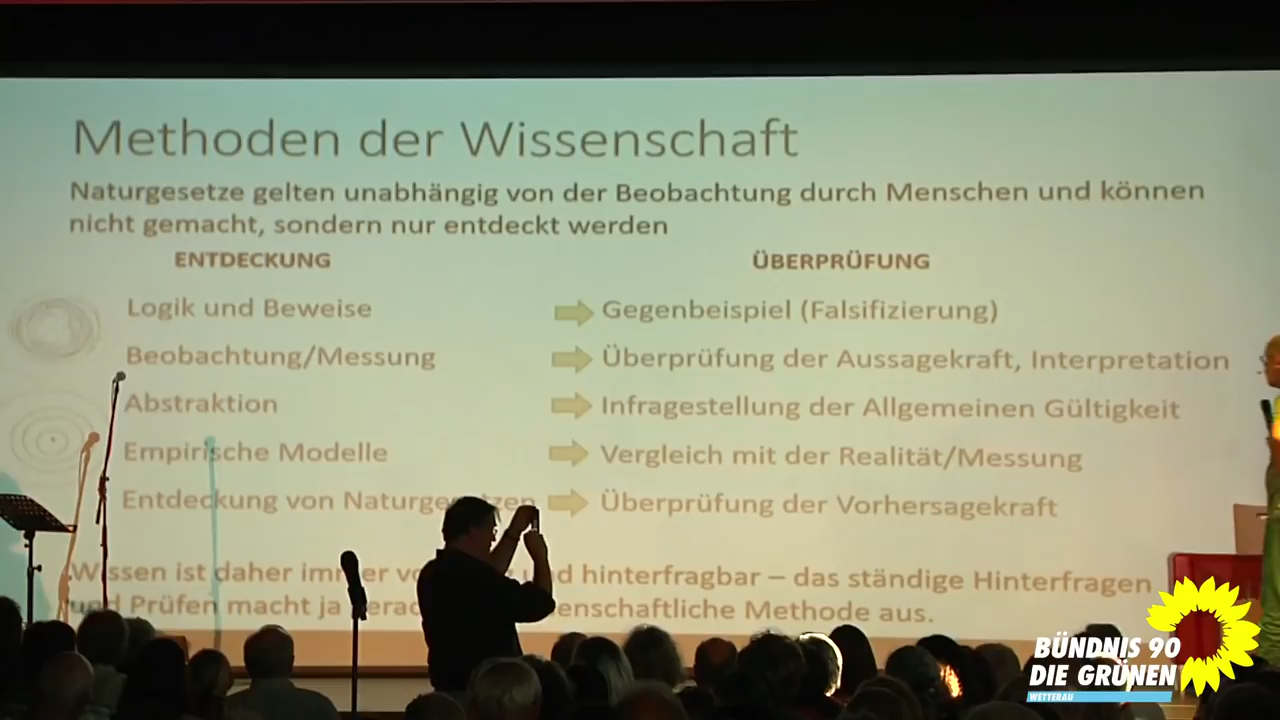 Methoden der Wissenschaft
Naturgesetze gelten unabhängig von der Beobachtung durch Menschen und können
nicht gemacht, sondern nur entdeckt werden
ENTDECKUNG ÜBERPRÜFUNG
Logik und Beweise Gegenbeispiel (Falsifizierung)
Beobachtung/Messung Überprüfung der Aussagekraft, Interpretation
Abstraktion Infragestellung der Allgemeinen Gültigkeit
Empirische Modelle Vergleich mit der Realität/Messung
Entdeckung von Naturgesetzen Überprüfung der Vorhersagekraft
Wissen ist daher immer hinterfragbar – das ständige Hinterfragen
und Prüfen macht ja Methode aus.
BÜNDNIS 90
DIE GRÜNEN
WETTERAU